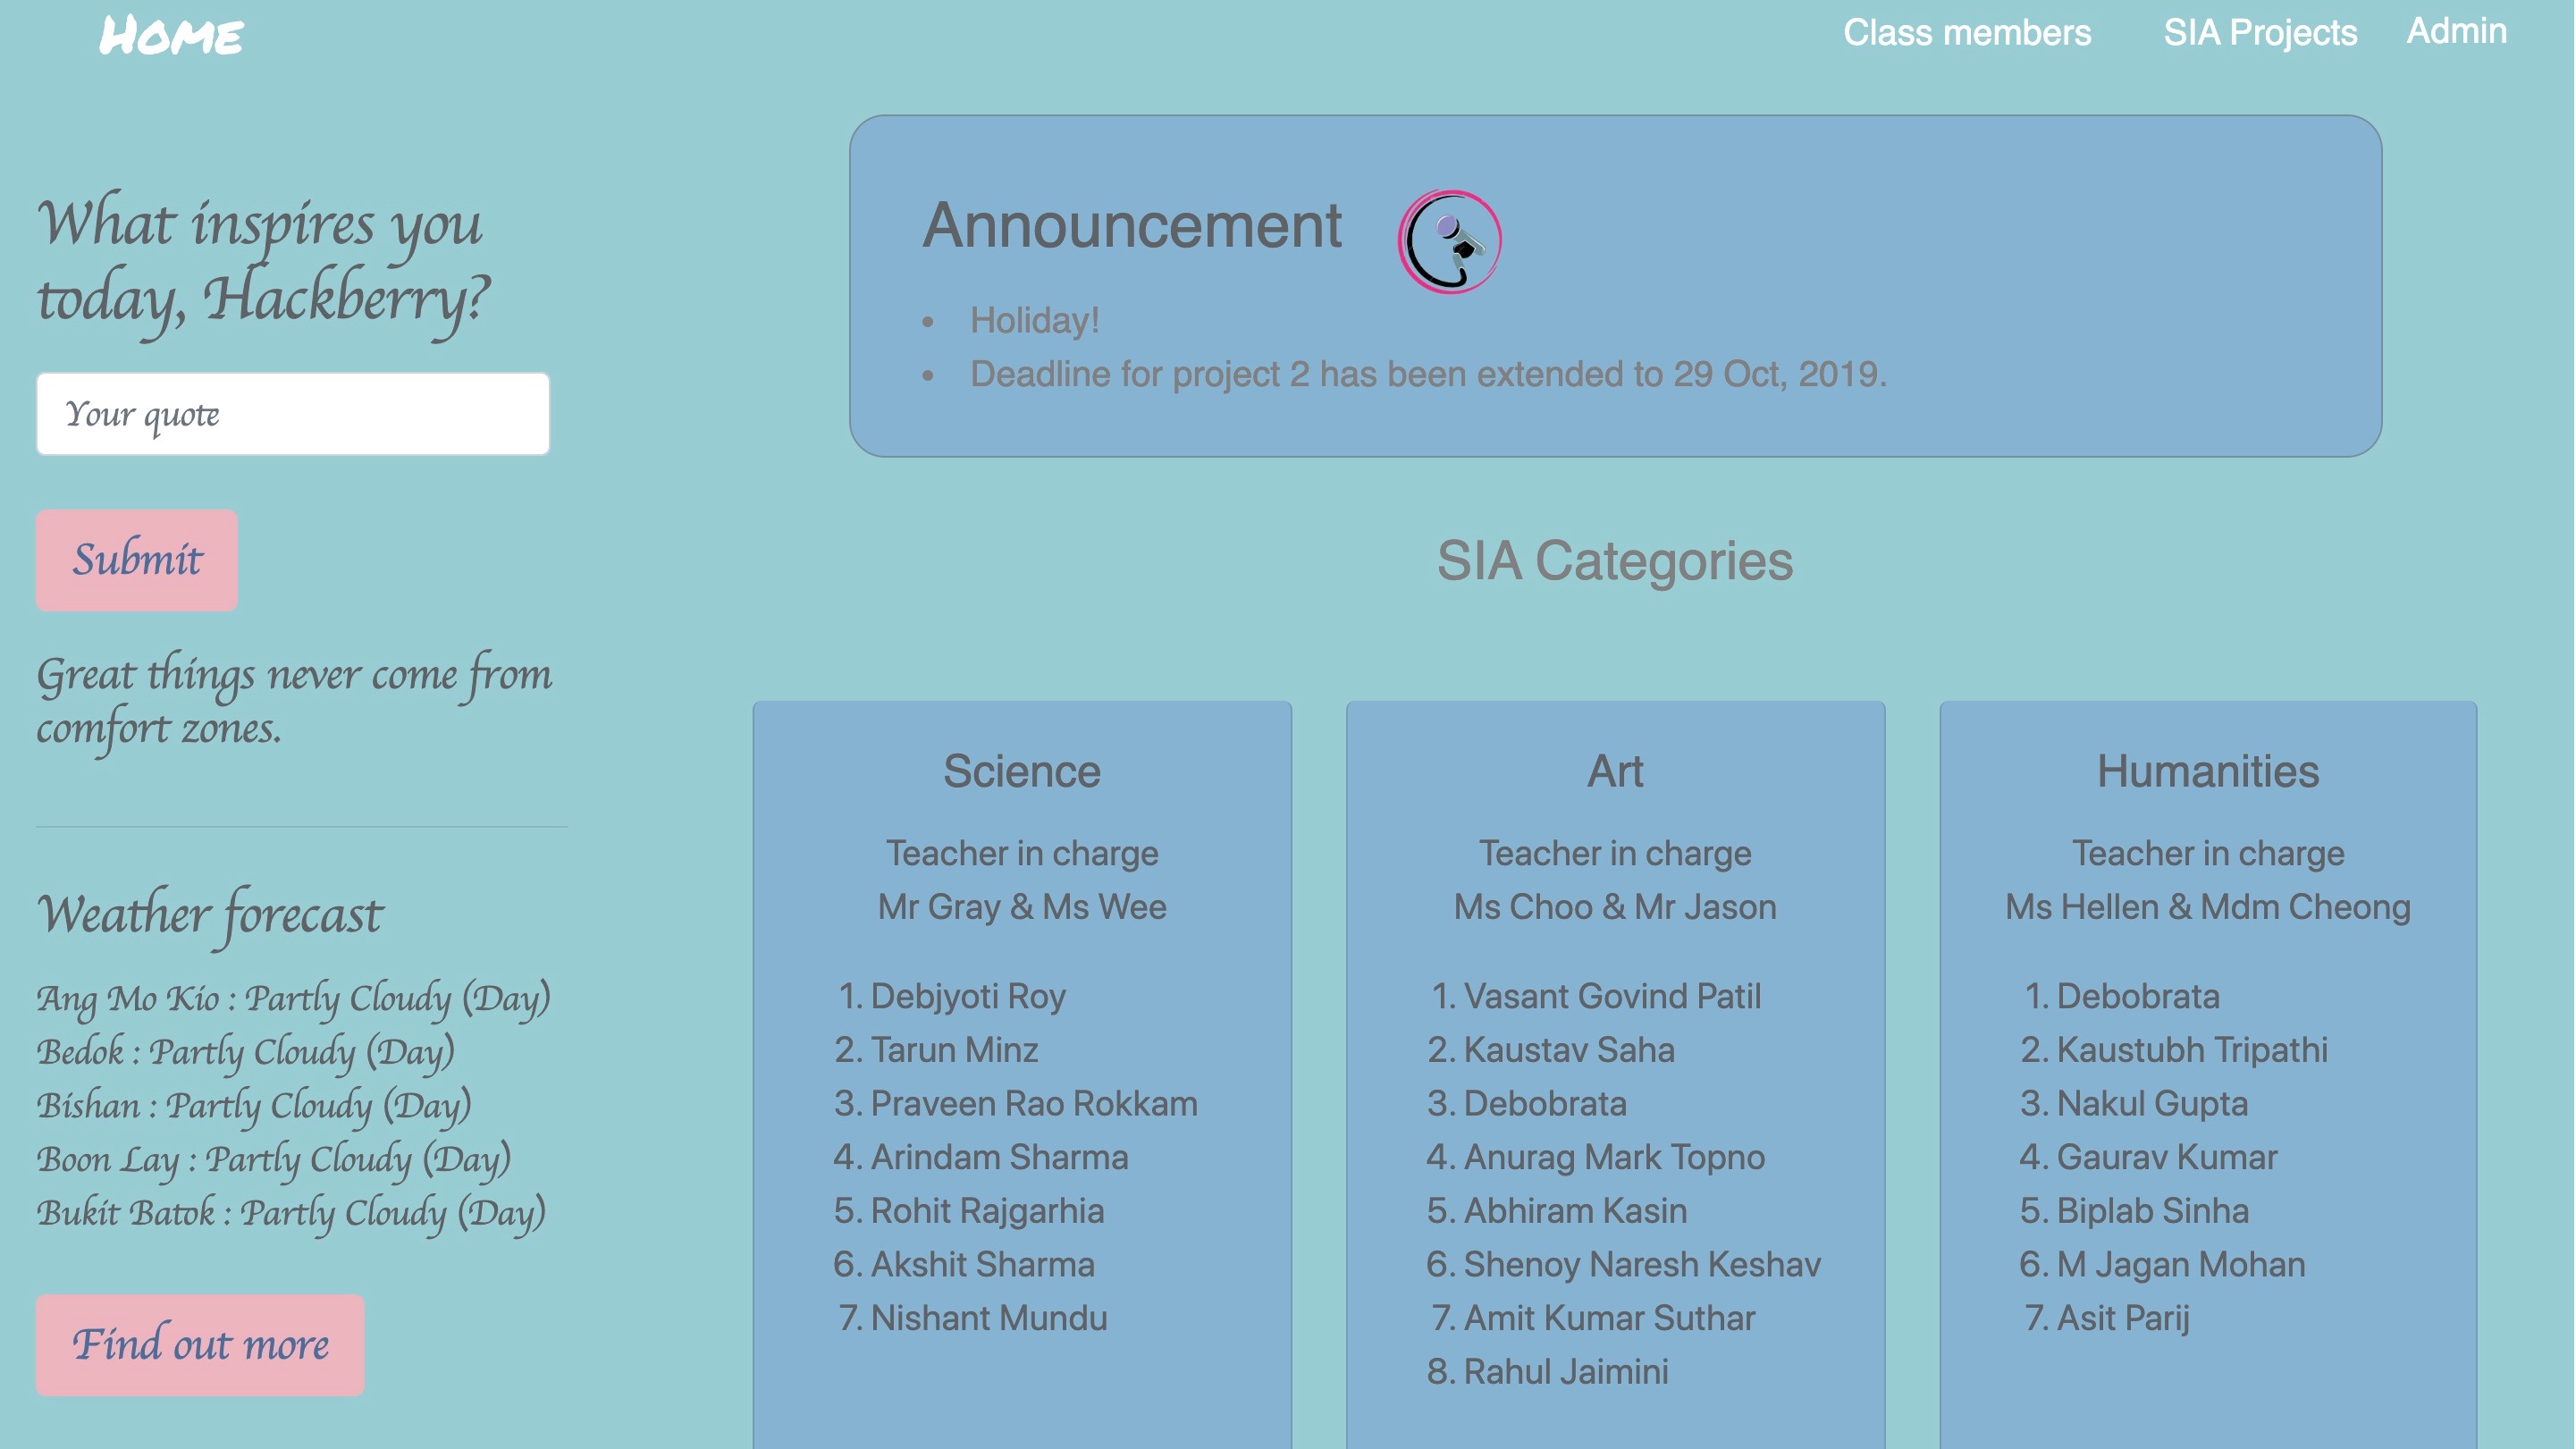 Home
Class members
SIA Projects
Admin
What inspires you
today, Hackberry?
Your quote
Submit
Great things never come from
comfort zones.
Weather forecast
Ang Mo Kio : Partly Cloudy (Day)
Bedok : Partly Cloudy (Day)
Bishan : Partly Cloudy (Day)
Boon Lay : Partly Cloudy (Day)
Bukit Batok : Partly Cloudy (Day)
Find out more
Announcement
• Holiday!
• Deadline for project 2 has been extended to 29 Oct, 2019.
SIA Categories
Science
Teacher in charge
Mr Gray & Ms Wee
1. Debjyoti Roy
2. Tarun Minz
3. Praveen Rao Rokkam
4. Arindam Sharma
5. Rohit Rajgarhia
6. Akshit Sharma
7. Nishant Mundu
Art
Teacher in charge
Ms Choo & Mr Jason
1. Vasant Govind Patil
2. Kaustav Saha
3. Debobrata
4. Anurag Mark Topno
5. Abhiram Kasin
6. Shenoy Naresh Keshav
7. Amit Kumar Suthar
8. Rahul Jaimini
Humanities
Teacher in charge
Ms Hellen & Mdm Cheong
1. Debobrata
2. Kaustubh Tripathi
3. Nakul Gupta
4. Gaurav Kumar
5. Biplab Sinha
6. M Jagan Mohan
7. Asit Parij